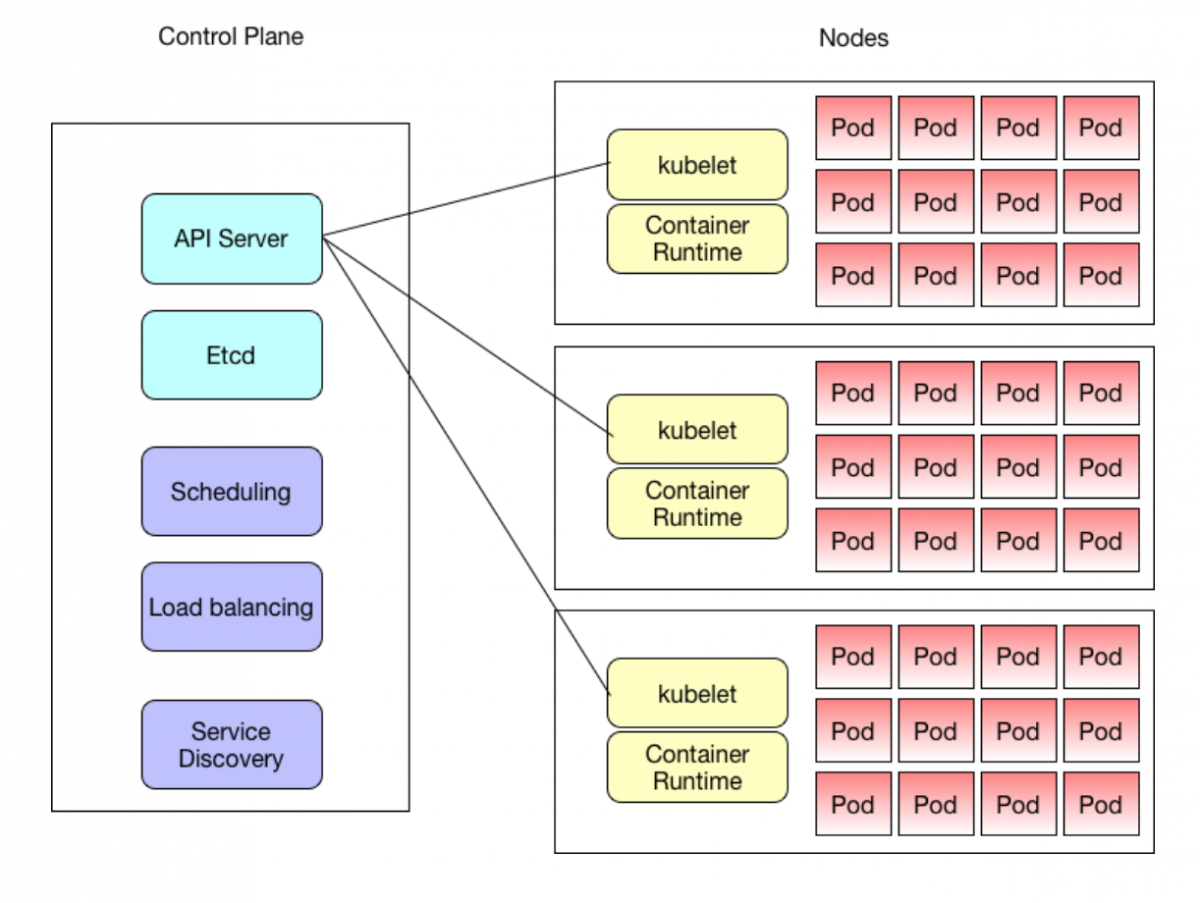 Control Plane
Nodes
API Server
Etcd
Scheduling
Load balancing
Service
Discovery
kubelet
Container
Runtime
Pod Pod Pod Pod
Pod Pod Pod Pod
Pod Pod Pod Pod
kubelet
Container
Runtime
Pod Pod Pod Pod
Pod Pod Pod Pod
Pod Pod Pod Pod
kubelet
Container
Runtime
Pod Pod Pod Pod
Pod Pod Pod Pod
Pod Pod Pod Pod